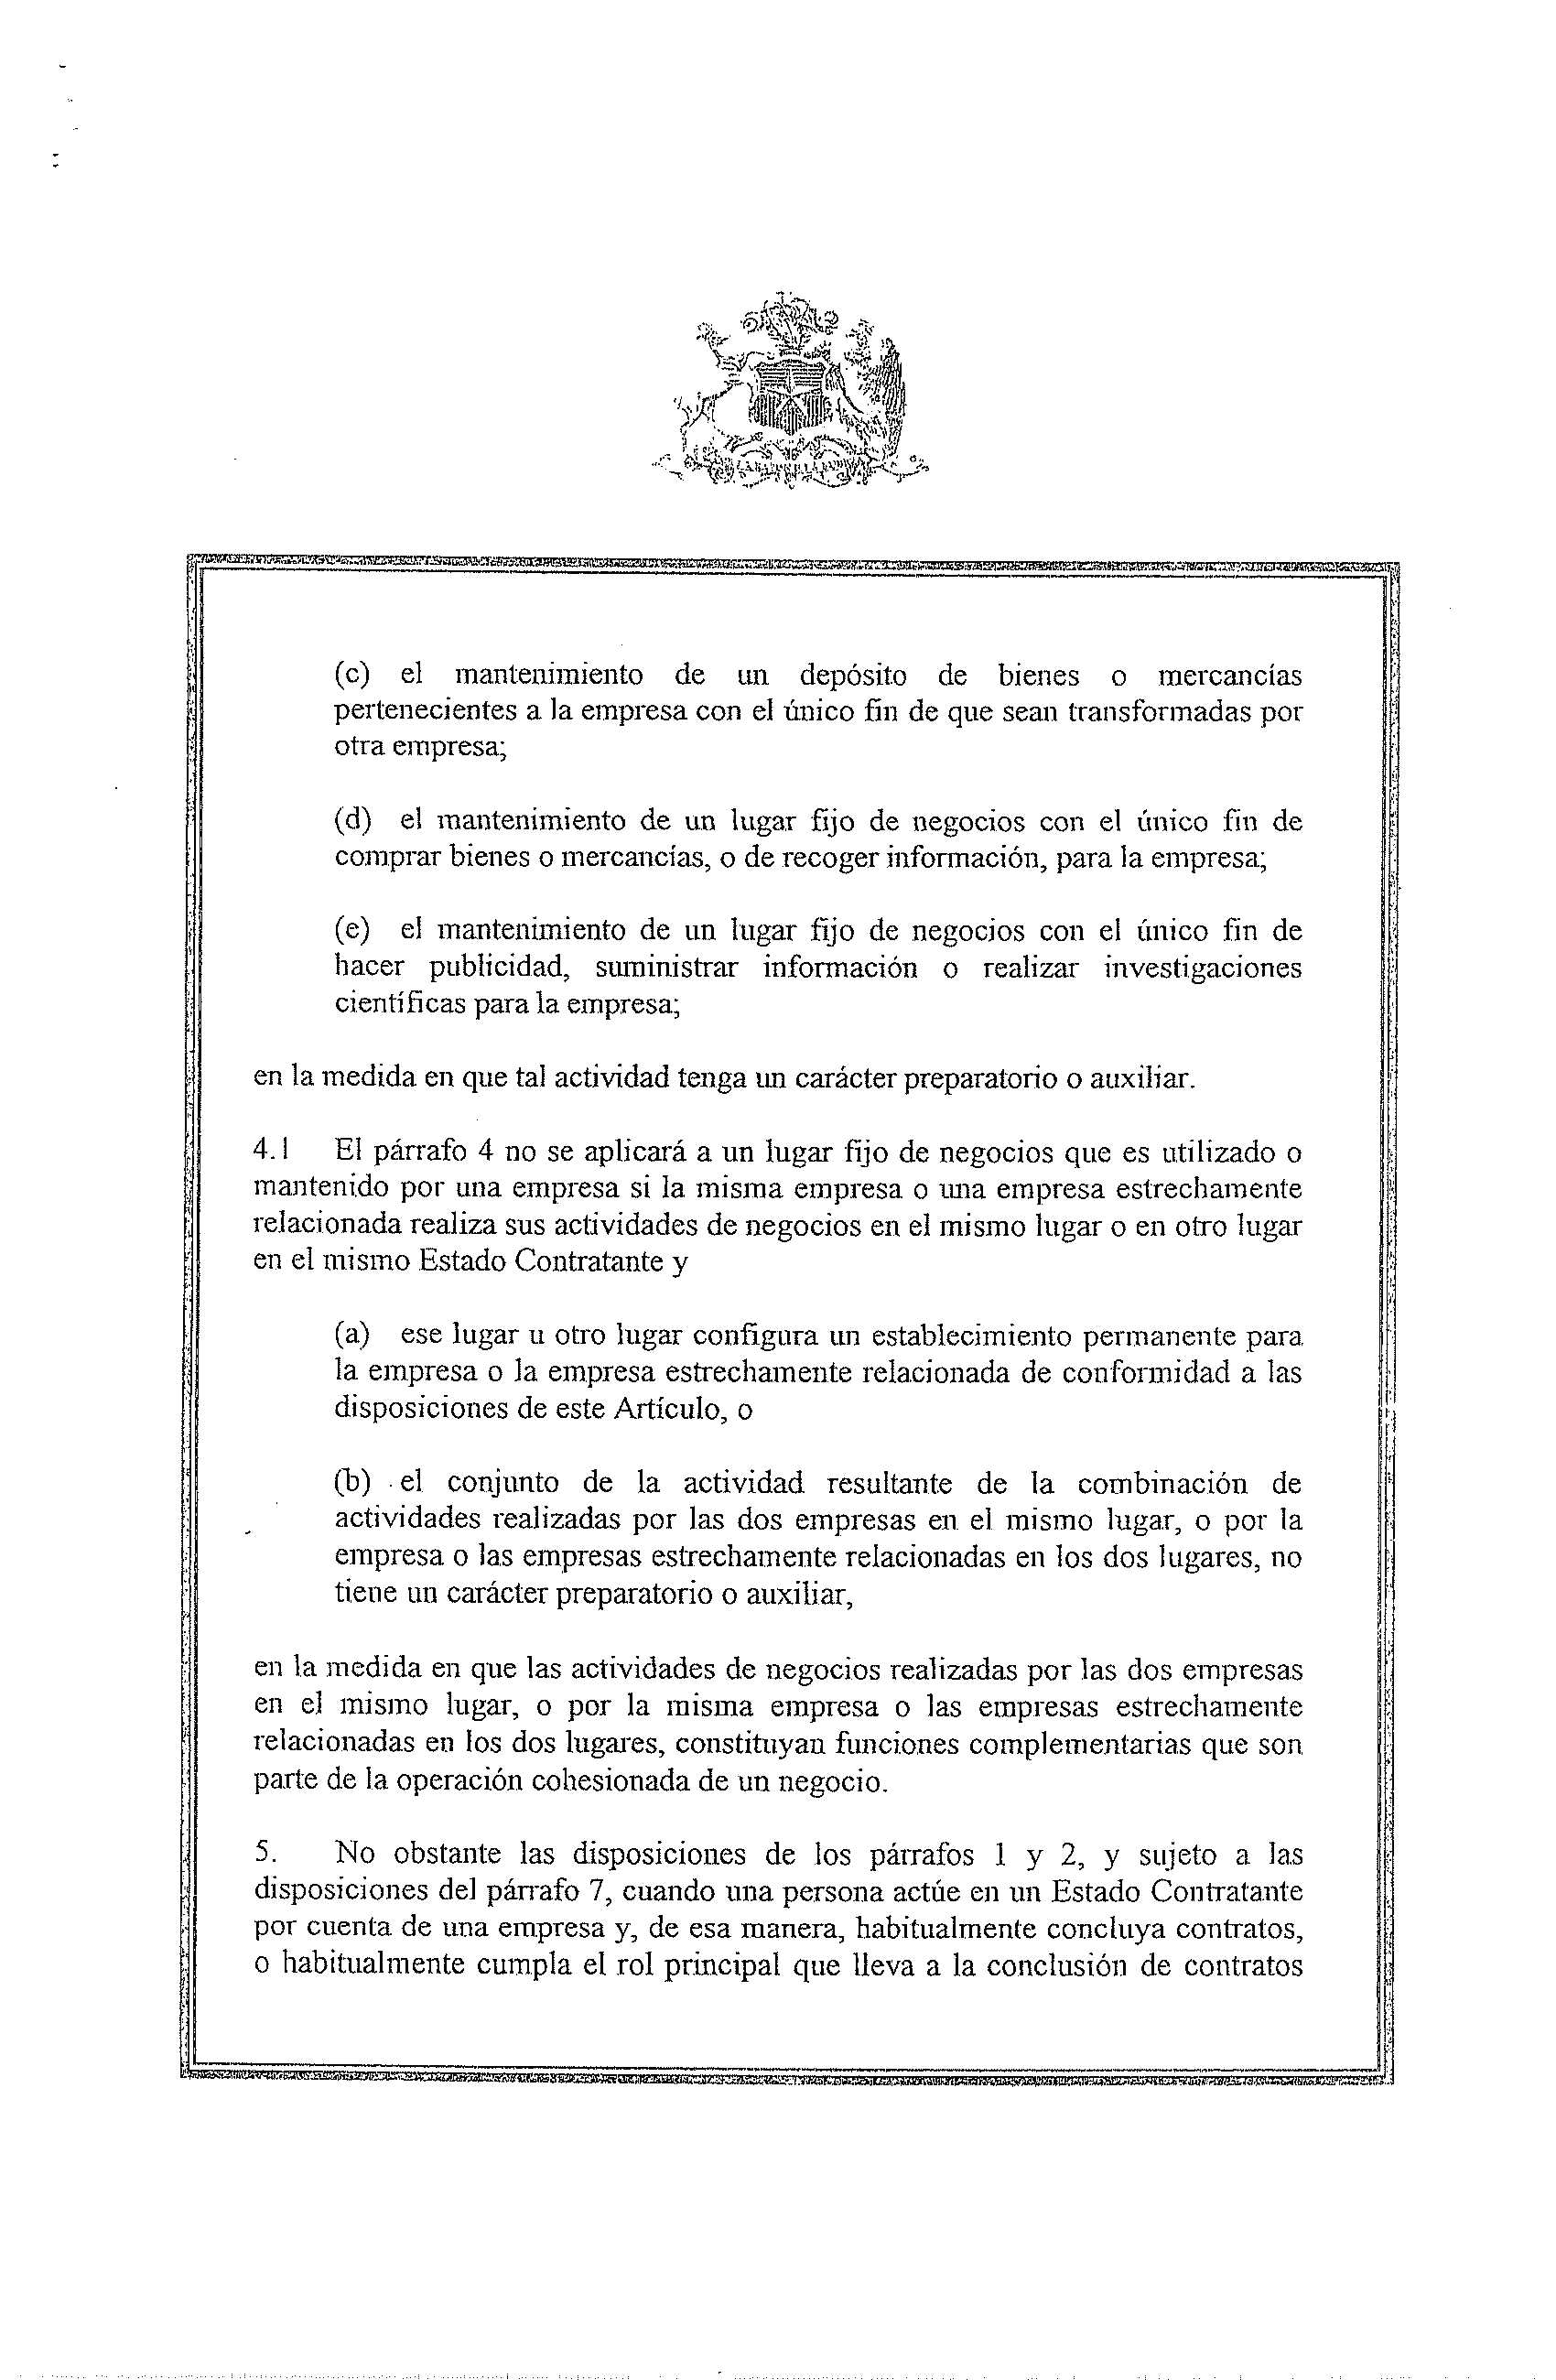 (c) el mantenimiento de un depósito de bienes o mercancías
pertenecientes a la empresa con el único fin de que sean transformadas por
otra empresa;
(d) el mantenimiento de un lugar fijo de negocios con el único fin de
comprar bienes o mercancías, o de recoger información, para la empresa;
(e) el mantenimiento de un lugar fijo de negocios con el único fin de
hacer publicidad, suministrar información o realizar investigaciones
científicas para la empresa;
en la medida en que tal actividad tenga un carácter preparatorio o auxiliar.
4.1 El párrafo 4 no se aplicará a un lugar fijo de negocios que es utilizado o
mantenido por una empresa si la misma empresa o una empresa estrechamente
relacionada realiza sus actividades de negocios en el mismo lugar o en otro lugar
en el mismo Estado Contratante y
(a) ese lugar u otro lugar configura un establecimiento permanente para
la empresa o la empresa estrechamente relacionada de conformidad a las
disposiciones de este Artículo, o
(b) el conjunto de la actividad resultante de la combinación de
actividades realizadas por las dos empresas en el mismo lugar, o por la
empresa o las empresas estrechamente relacionadas en los dos lugares, no
tiene un carácter preparatorio o auxiliar,
en la medida en que las actividades de negocios realizadas por las dos empresas
en el mismo lugar, o por la misma empresa o las empresas estrechamente
relacionadas en los dos lugares, constituyan funciones complementarias que son
parte de la operación cohesionada de un negocio.
5. No obstante las disposiciones de los párrafos 1 y 2, y sujeto a las
disposiciones del párrafo 7, cuando una persona actúe en un Estado Contratante
por cuenta de una empresa y, de esa manera, habitualmente concluya contratos,
o habitualmente cumpla el rol principal que lleva a la conclusión de contratos